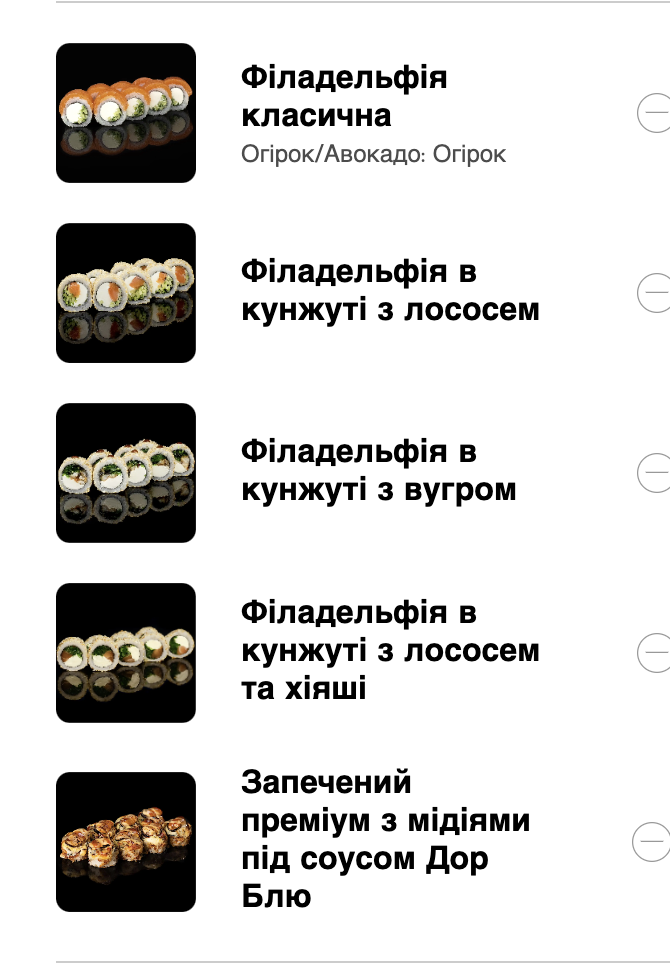 Філадельфія
класична
Огірок/Авокадо: Огірок
Філадельфія в
кунжуті з лососем
Філадельфія в
кунжуті з вугром
Філадельфія в
кунжуті з лососем
та хіяші
Запечений
преміум з мідіями
під соусом Дор
Блю